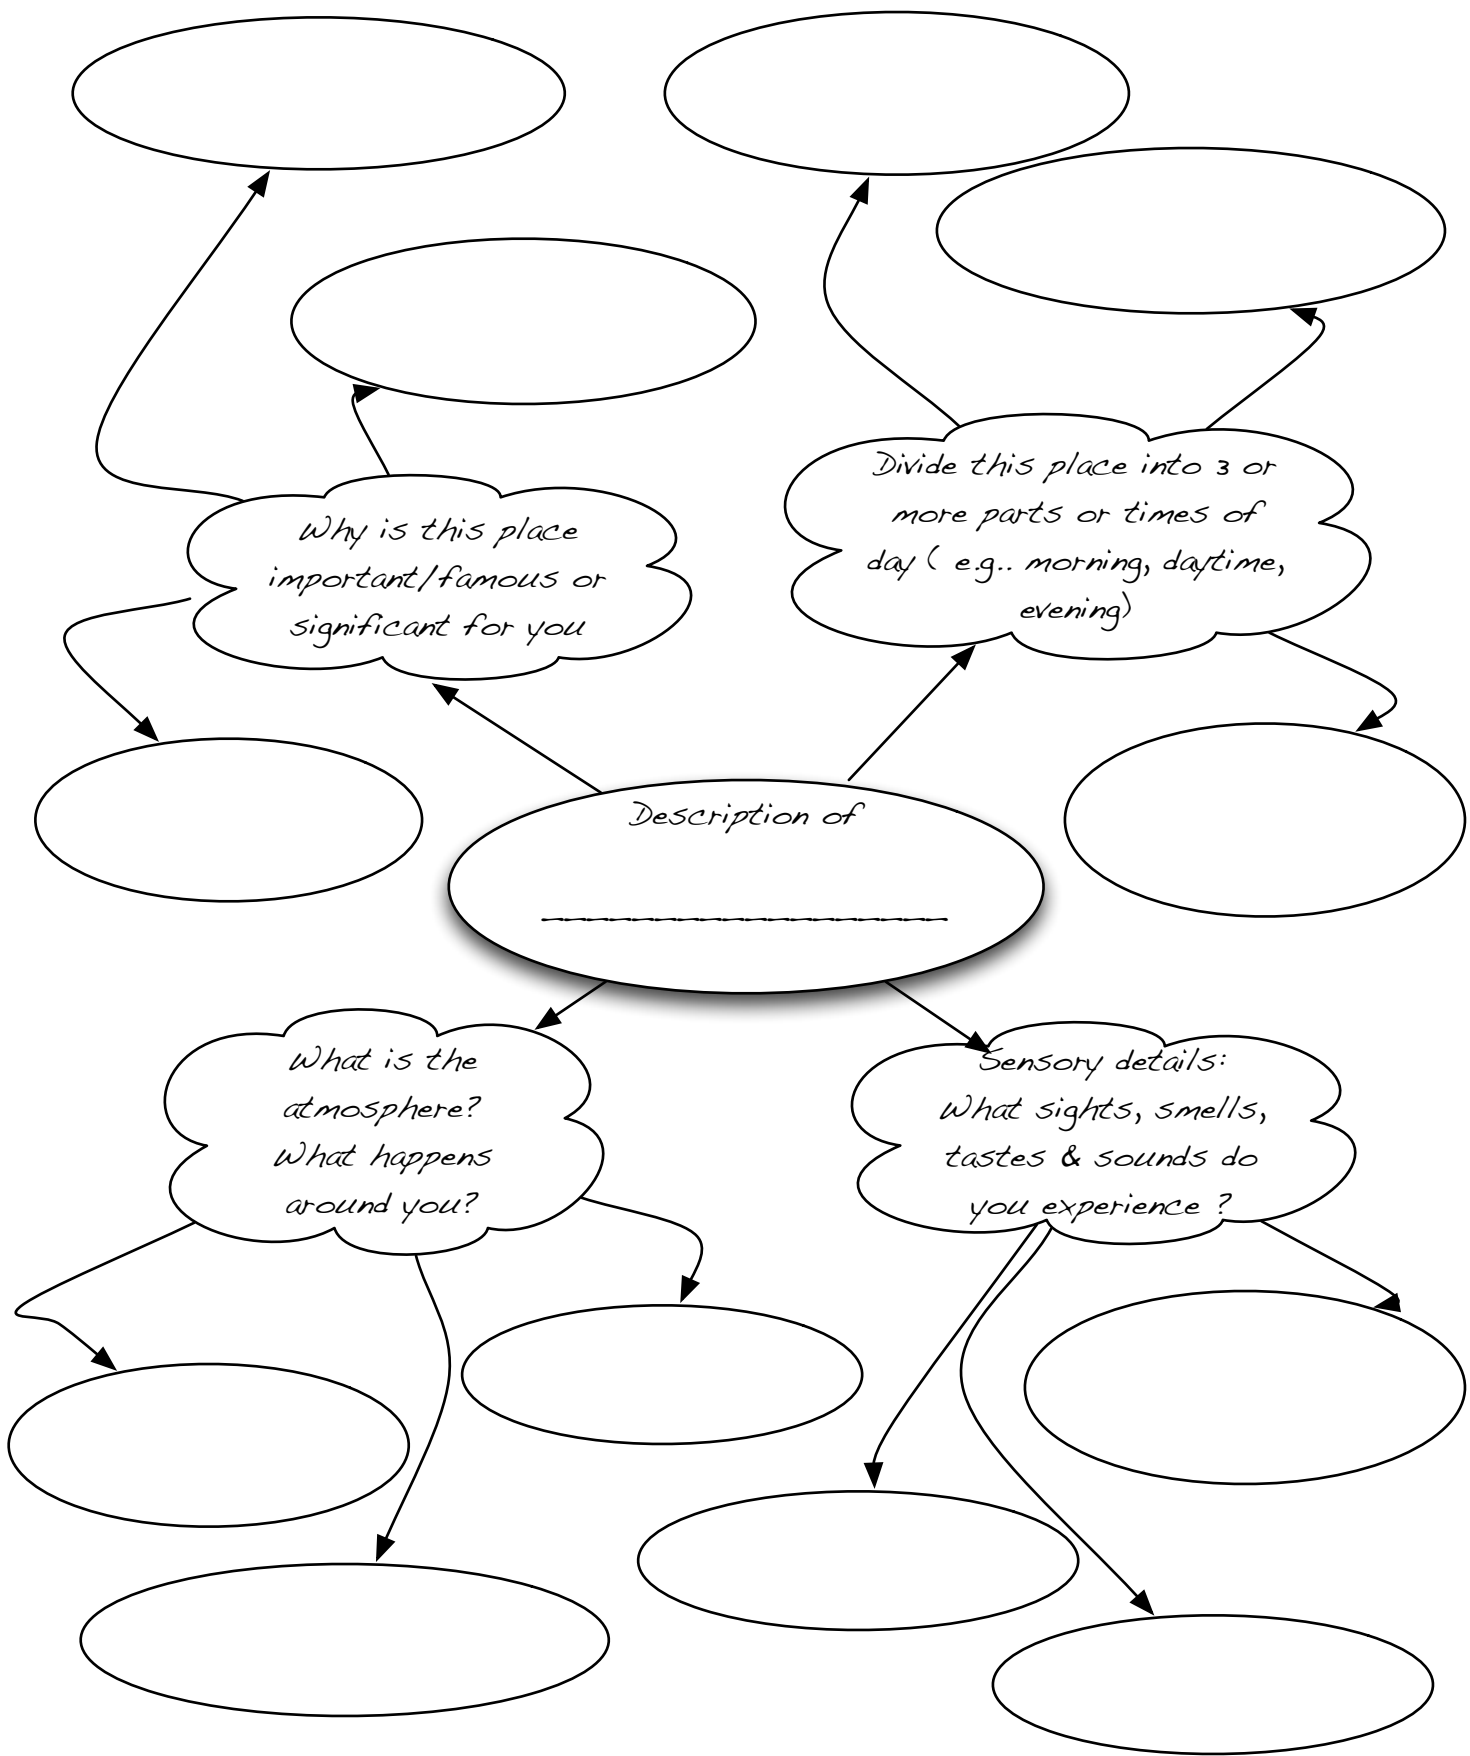 Why is this place
important/famous or
significant for you
Divide this place into 3 or
more parts or times of
day ( e.g.. morning, daytime,
evening)
Description of
__________________
What is the
atmosphere?
What happens
around you?
Sensory details:
What sights, smells,
tastes & sounds do
you experience ?